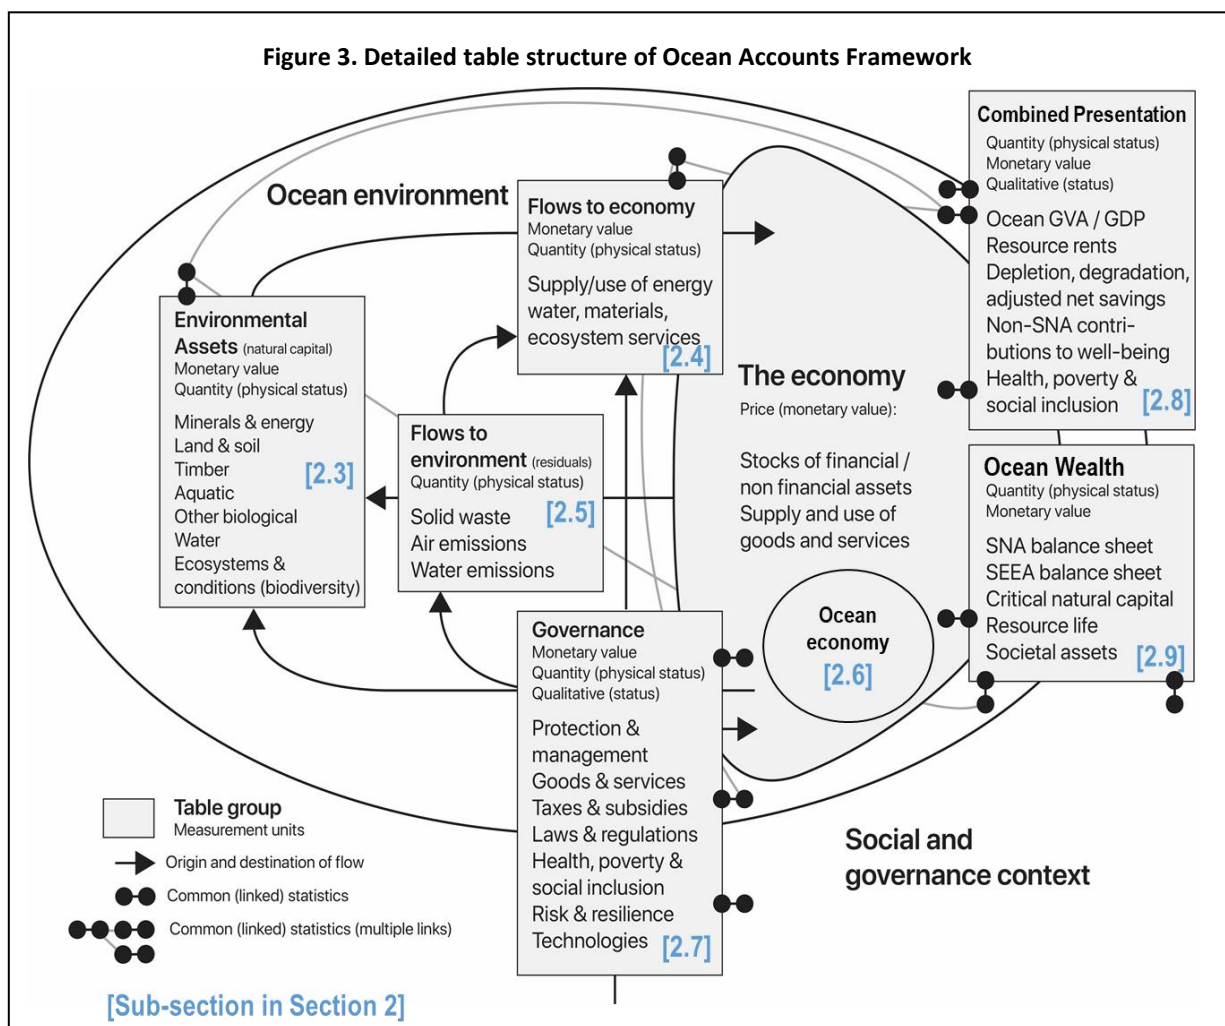 Figure 3. Detailed table structure of Ocean Accounts Framework
Ocean environment
Combined Presentation
Quantity (physical status)
Monetary value
Qualitative (status)
Ocean GVA / GDP
Resource rents
Depletion, degradation,
adjusted net savings
Non-SNA contri-
butions to well-being
Health, poverty &
social inclusion
[2.8]
Flows to economy
Monetary value
Quantity (physical status)
Supply/use of energy
water, materials,
ecosystem services
[2.4]
Environmental
Assets (natural capital)
Monetary value
Quantity (physical status)
Minerals & energy
Land & soil
Timber
Aquatic
Other biological
Water
Ecosystems &
conditions (biodiversity)
[2.3]
Flows to
environment (residuals)
Quantity (physical status)
Solid waste
Air emissions
Water emissions
[2.5]
The economy
Price (monetary value):
Stocks of financial /
non financial assets
Supply and use of
goods and services
Ocean
economy
[2.6]
Ocean Wealth
Quantity (physical status)
Monetary value
SNA balance sheet
SEEA balance sheet
Critical natural capital
Resource life
Societal assets
[2.9]
Governance
Monetary value
Quantity (physical status)
Qualitative (status)
Protection &
management
Goods & services
Taxes & subsidies
Laws & regulations
Health, poverty &
social inclusion
Risk & resilience
Technologies
[2.7]
Social and
governance context
Table group
Measurement units
Origin and destination of flow
Common (linked) statistics
Common (linked) statistics (multiple links)
[Sub-section in Section 2]